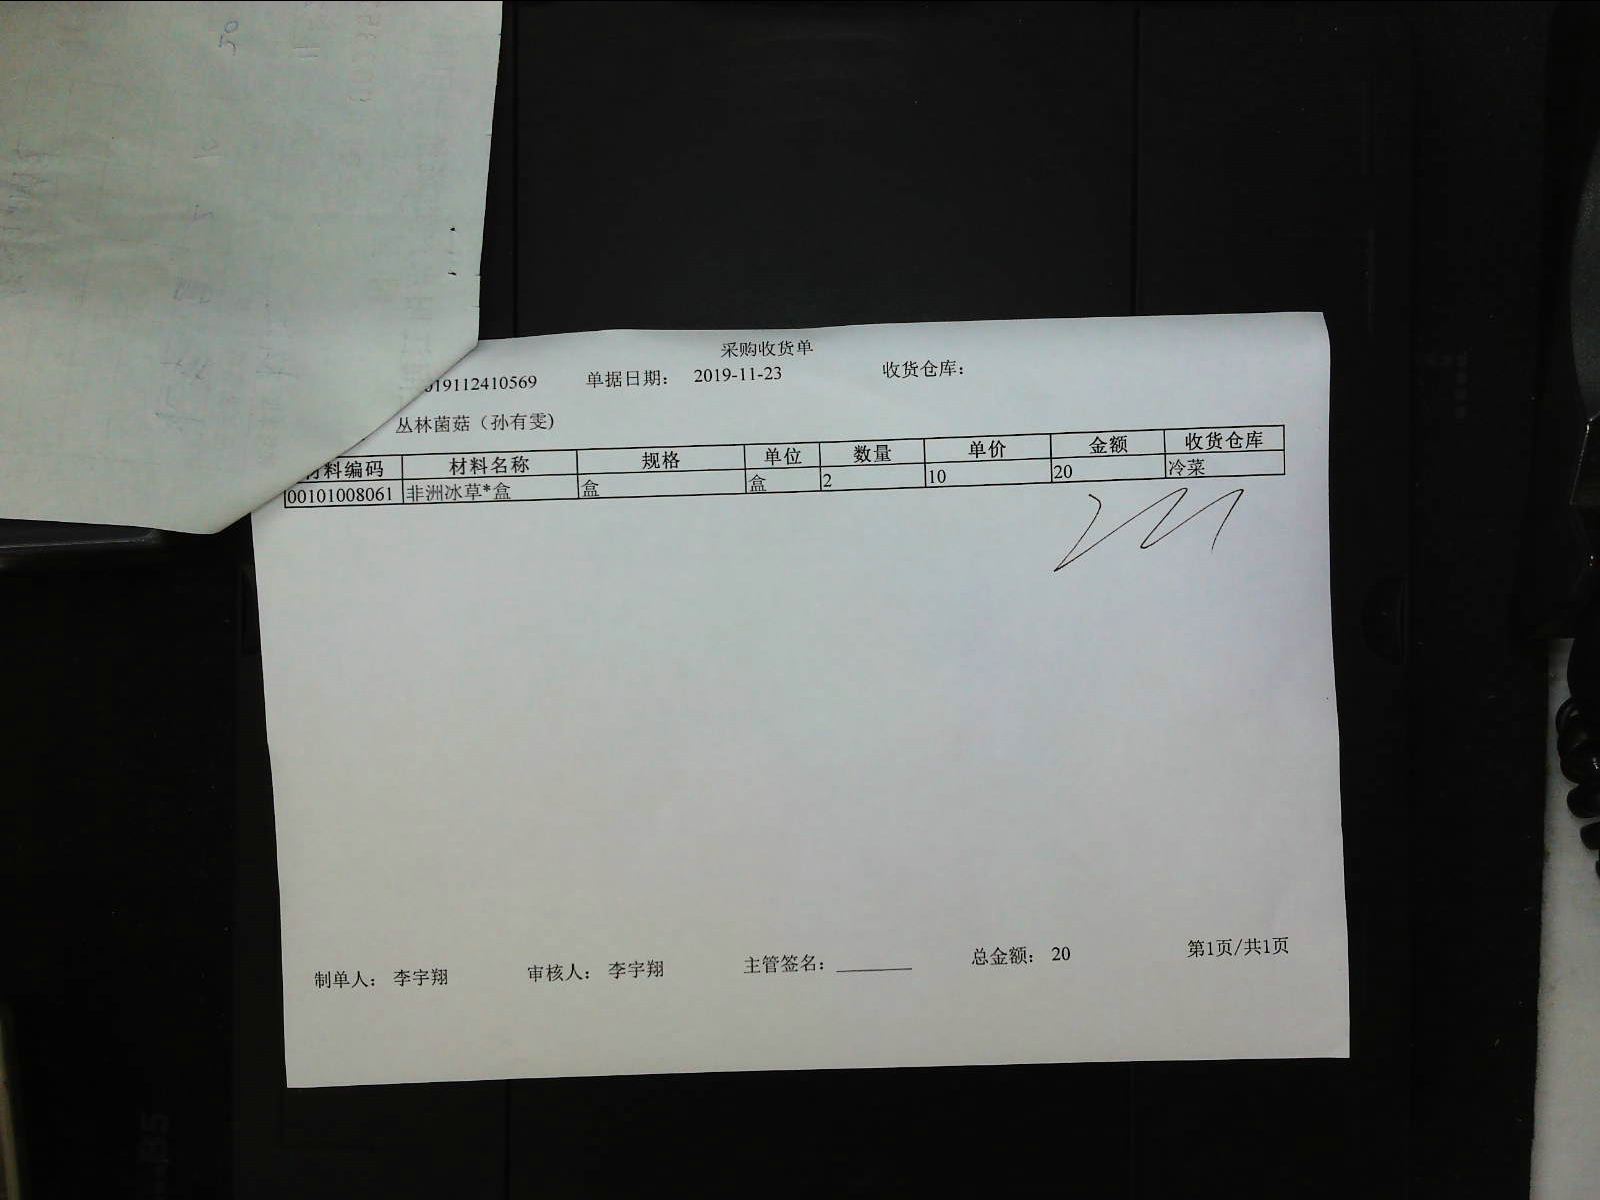 采购收货单
019112410569 单据日期： 2019-11-23 收货仓库：
丛林菌菇（孙有雯)
材料编码 材料名称 规格 单位 数量 单价 金额 收货仓库
00101008061 非洲冰草*盒 盒 盒 2 10 20 冷菜
制单人： 李宇翔 审核人： 李宇翔 主管签名：________ 总金额： 20 第1页/共1页